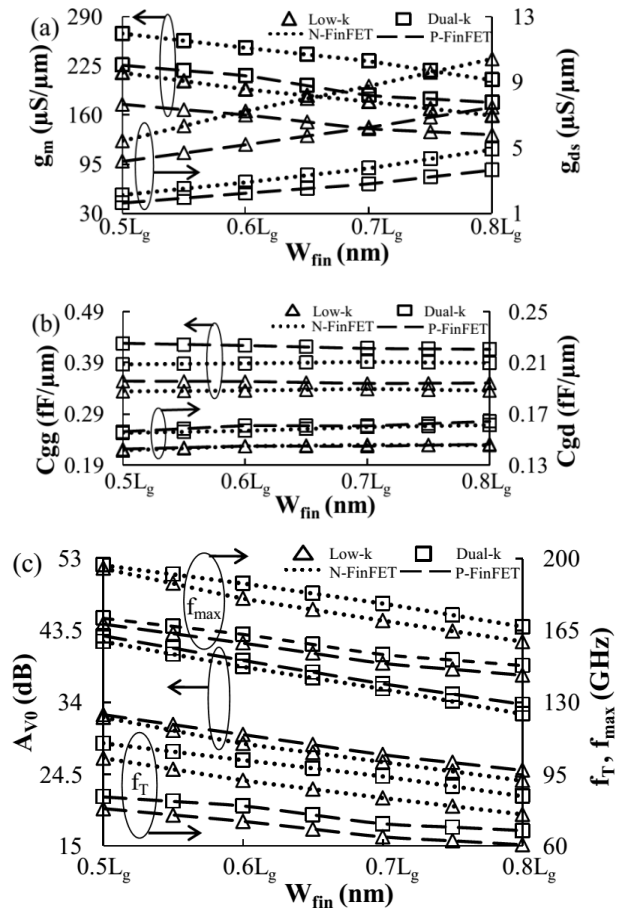 (a)
Low-k
Dual-k
N-FinFET
P-FinFET
290
225
160
95
30
gm (µS/µm)
13
9
5
1
gds (µS/µm)
0.5Lg
0.6Lg
0.7Lg
0.8Lg
Wfin (nm)
(b)
Low-k
Dual-k
N-FinFET
P-FinFET
0.49
0.39
0.29
0.19
Cgg (fF/µm)
0.25
0.21
0.17
0.13
Cgd (fF/µm)
0.5Lg
0.6Lg
0.7Lg
0.8Lg
Wfin (nm)
(c)
Low-k
Dual-k
N-FinFET
P-FinFET
fmax
fT
53
43.5
34
24.5
15
AV0 (dB)
200
165
130
95
60
fT , fmax (GHz)
0.5Lg
0.6Lg
0.7Lg
0.8Lg
Wfin (nm)